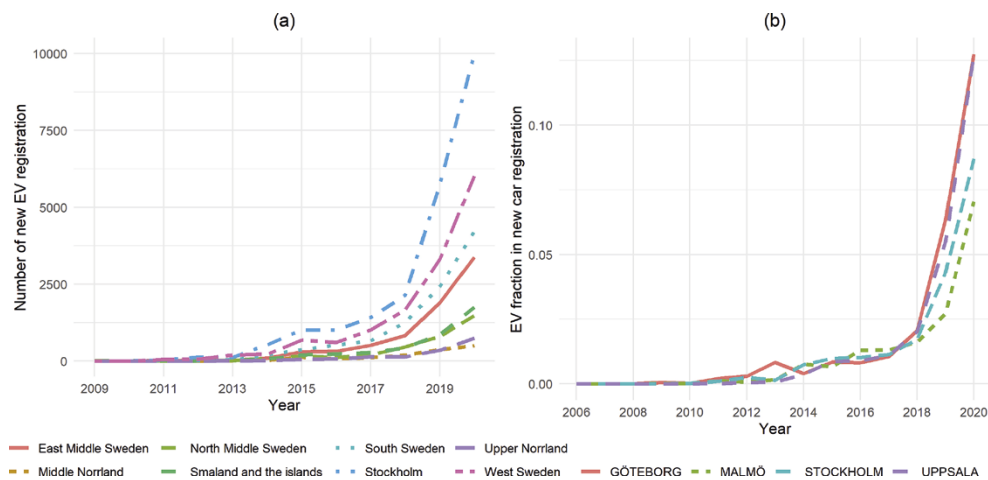 (a)
(b)
Number of new EV registration
10000
7500
5000
2500
0
2009
2011
2013
2015
2017
2019
Year
EV fraction in new car registration
0.10
0.05
0.00
2006
2008
2010
2012
2014
2016
2018
2020
Year
East Middle Sweden
North Middle Sweden
South Sweden
Upper Norrland
Middle Norrland
Smaland and the islands
Stockholm
West Sweden
GÖTEBORG
MALMÖ
STOCKHOLM
UPPSALA